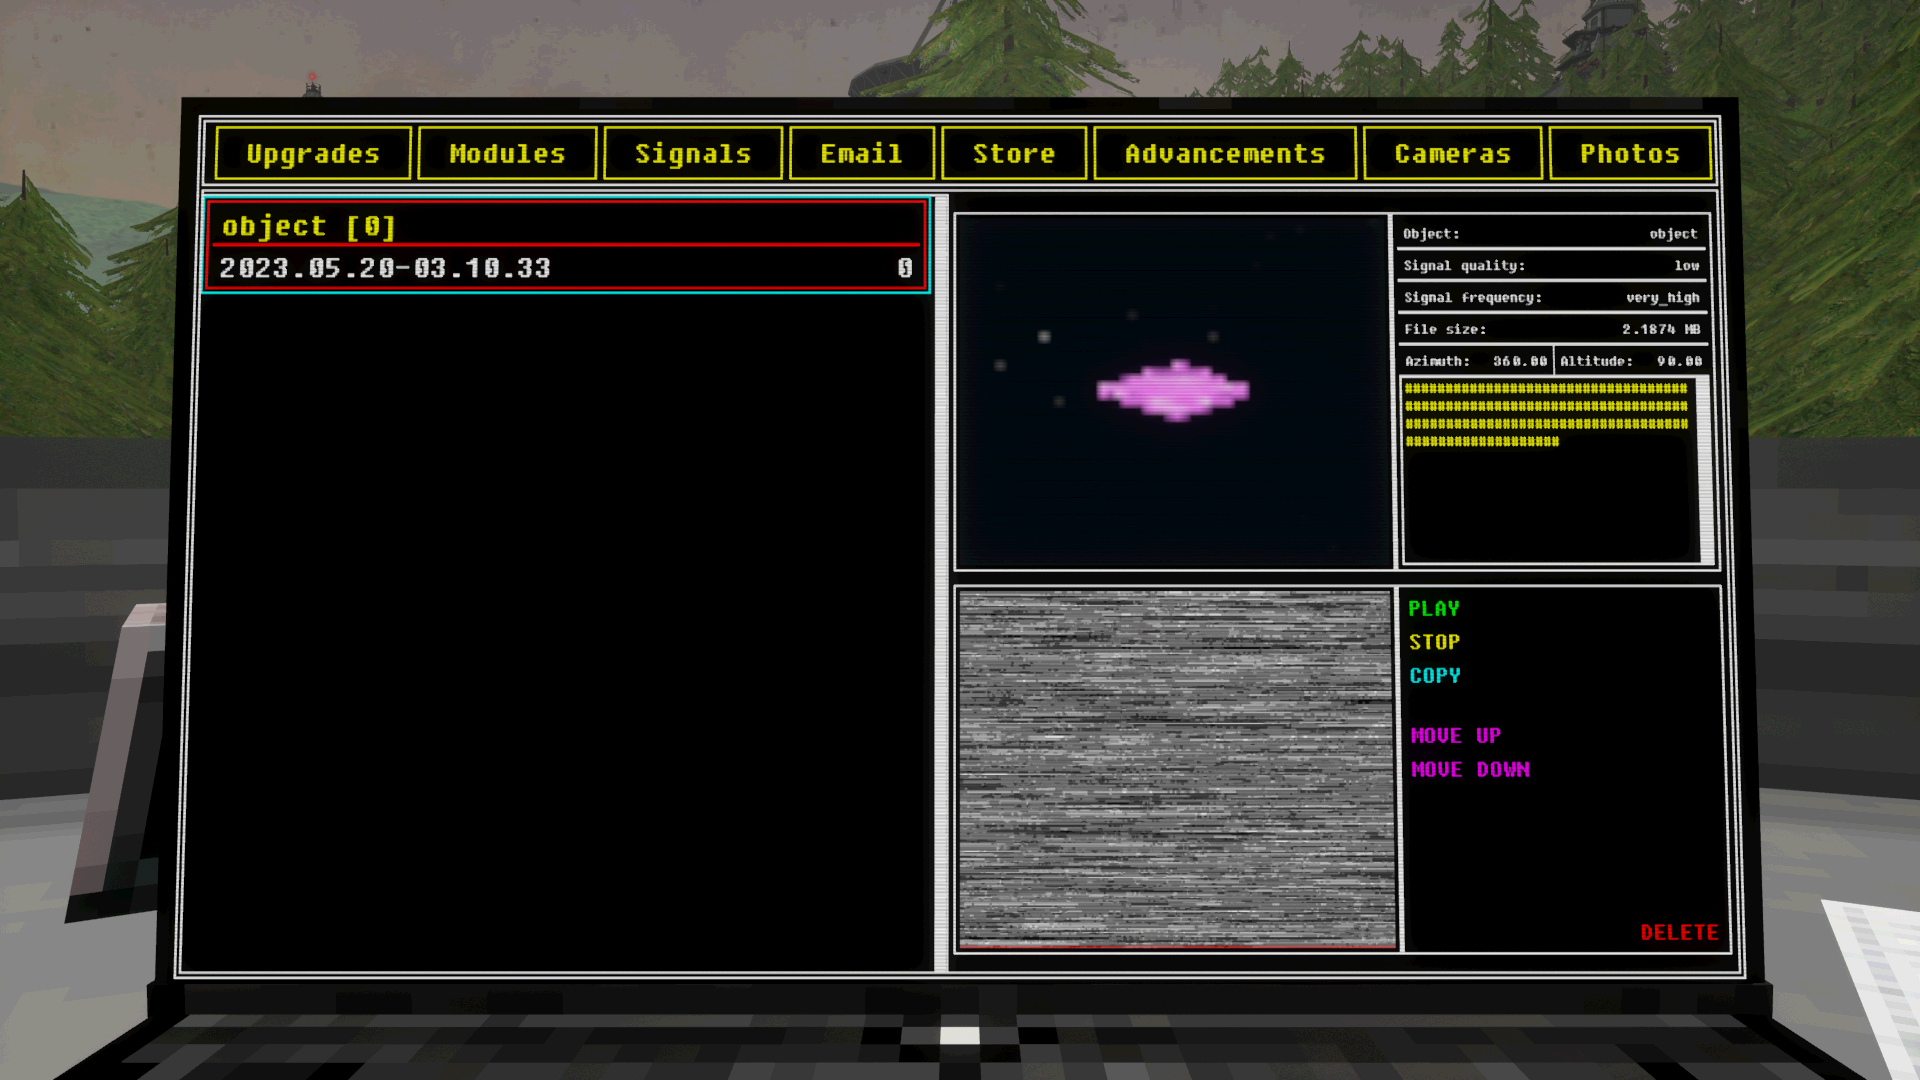 Upgrades Modules Signals Email Store Advancements Cameras Photos
object [0]
2023.05.20-03.10.33 0
Object: object
Signal quality: low
Signal frequency: very_high
File size: 2.1874 MB
Azimuth: 360.00 Altitude: 90.00
###################################
###################################
###################################
###################
PLAY
STOP
COPY
MOVE UP
MOVE DOWN
DELETE